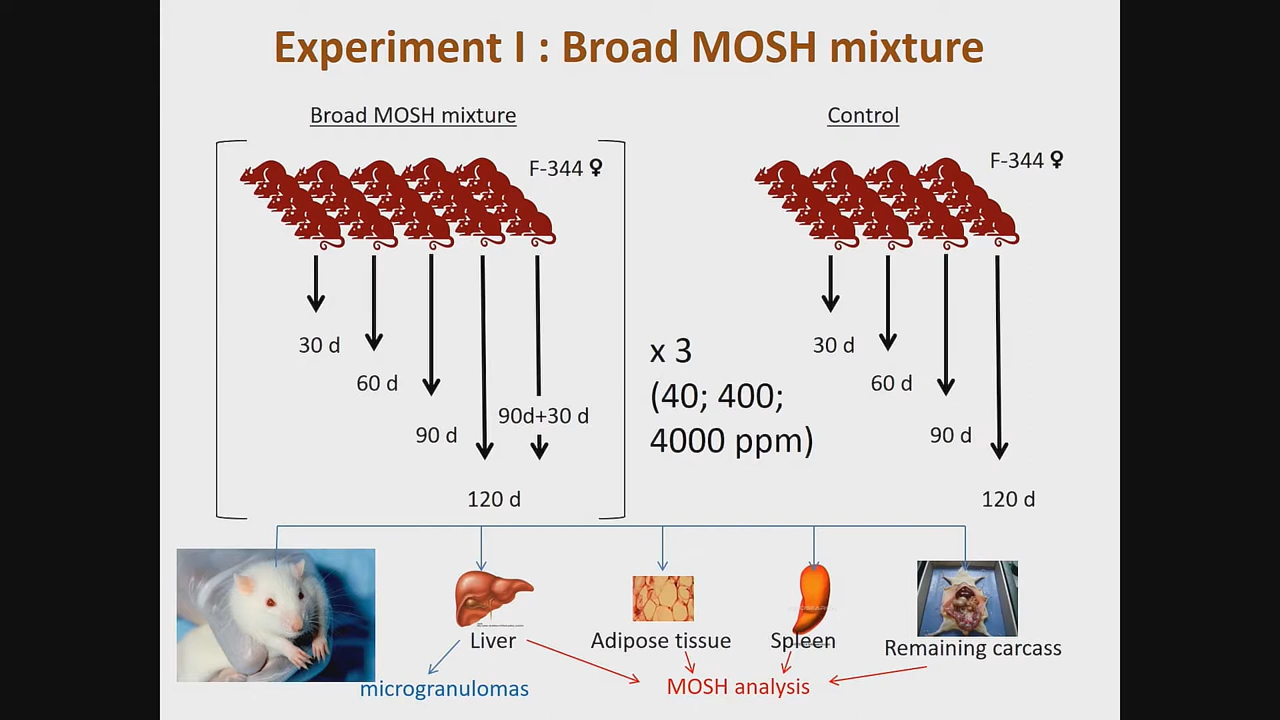 Experiment I : Broad MOSH mixture
Broad MOSH mixture
F-344 ♀
30 d
60 d
90 d
120 d
90d+30 d
x 3
(40; 400;
4000 ppm)
Control
F-344 ♀
30 d
60 d
90 d
120 d
Liver
Adipose tissue
Spleen
Remaining carcass
microgranulomas
MOSH analysis